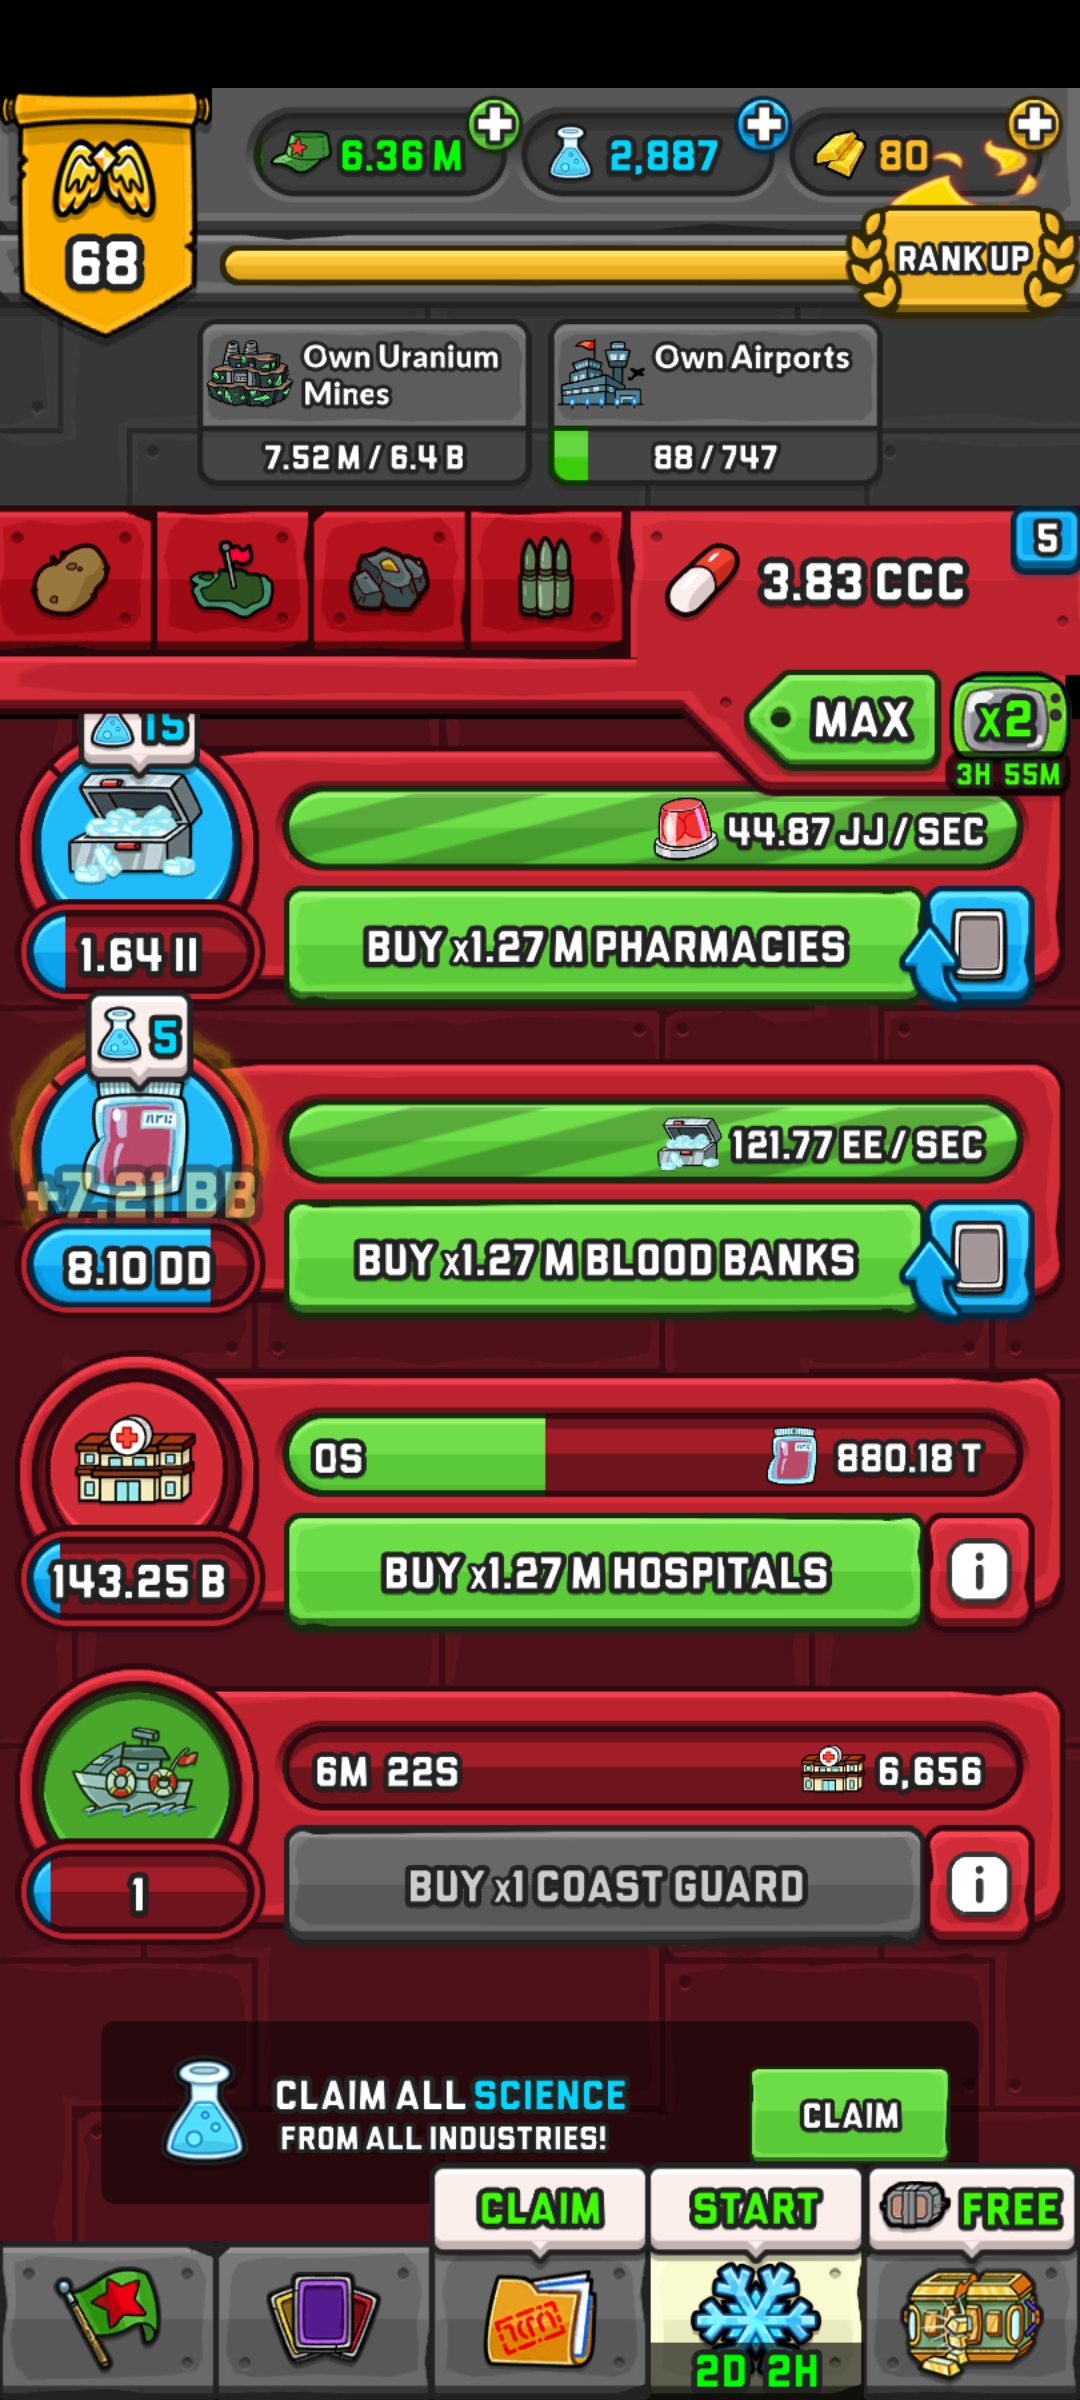 6.36 M
2,887
80
68
RANK UP
Own Uranium
Mines
Own Airports
7.52 M / 6.4 B
88 / 747
5
3.83 CCC
MAX
x2
3H 55M
15
44.87 JJ / SEC
1.64 II
BUY x1.27 M PHARMACIES
5
121.77 EE / SEC
+7.21 BB
8.10 DD
BUY x1.27 M BLOOD BANKS
0S
880.18 T
143.25 B
BUY x1.27 M HOSPITALS
i
6M 22S
6,656
1
BUY x1 COAST GUARD
i
CLAIM ALL SCIENCE
FROM ALL INDUSTRIES!
CLAIM
CLAIM
START
FREE
2D 2H